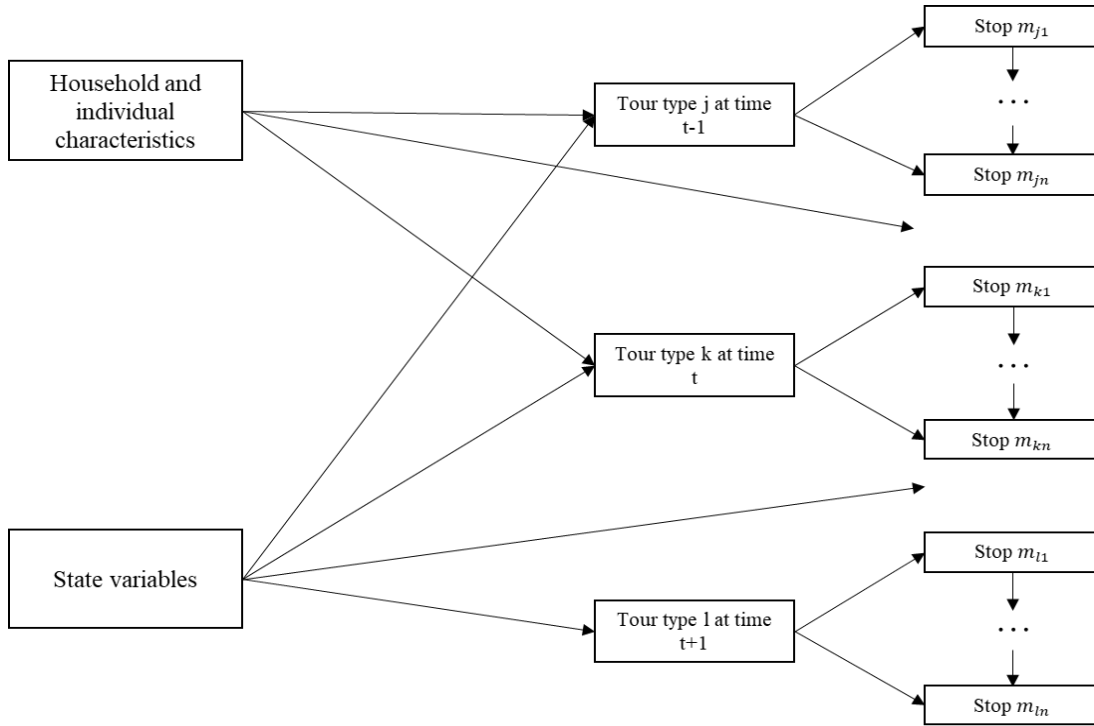 Household and
individual
characteristics
State variables
Tour type j at time
t-1
Tour type k at time
t
Tour type l at time
t+1
Stop m_{j1}
...
Stop m_{jn}
Stop m_{k1}
...
Stop m_{kn}
Stop m_{l1}
...
Stop m_{ln}